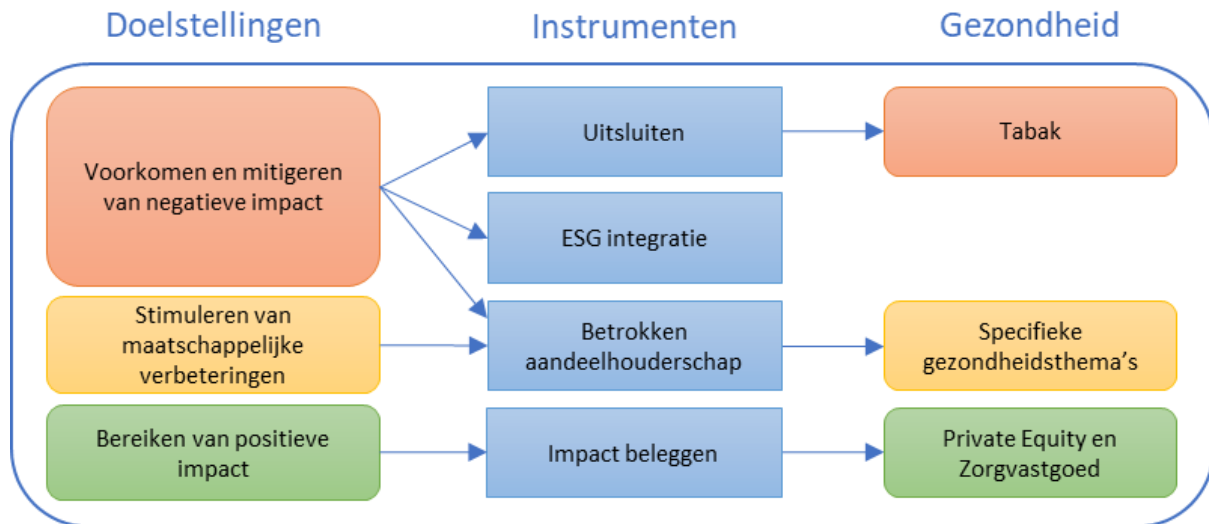 Doelstellingen
Instrumenten
Gezondheid
Voorkomen en mitigeren
van negatieve impact
Uitsluiten
Tabak
ESG integratie
Stimuleren van
maatschappelijke
verbeteringen
Betrokken
aandeelhouderschap
Specifieke
gezondheidsthema's
Bereiken van positieve
impact
Impact beleggen
Private Equity en
Zorgvastgoed